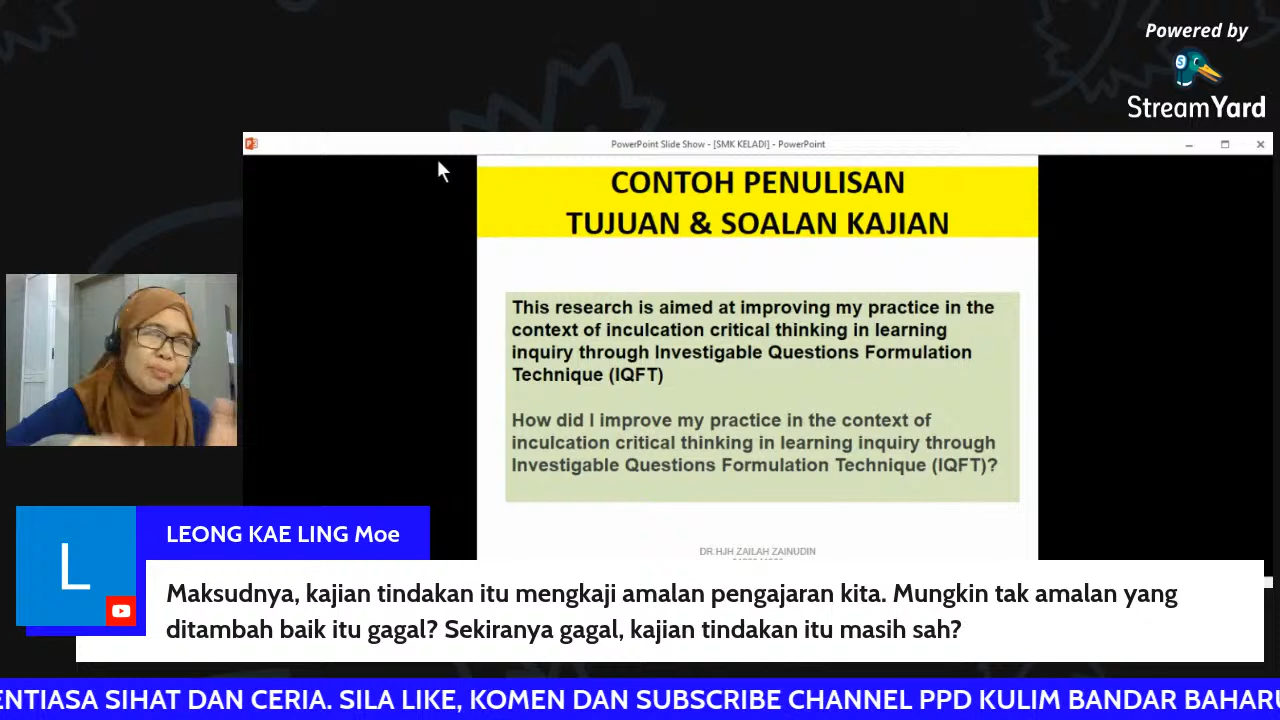 Powered by
StreamYard
PowerPoint Slide Show - [SMK KELADI] - PowerPoint
CONTOH PENULISAN
TUJUAN & SOALAN KAJIAN
This research is aimed at improving my practice in the
context of inculcation critical thinking in learning
inquiry through Investigable Questions Formulation
Technique (IQFT)
How did I improve my practice in the context of
inculcation critical thinking in learning inquiry through
Investigable Questions Formulation Technique (IQFT)?
DR.HJH ZAILAH ZAINUDIN
L
LEONG KAE LING Moe
Maksudnya, kajian tindakan itu mengkaji amalan pengajaran kita. Mungkin tak amalan yang
ditambah baik itu gagal? Sekiranya gagal, kajian tindakan itu masih sah?
ENTIASA SIHAT DAN CERIA. SILA LIKE, KOMEN DAN SUBSCRIBE CHANNEL PPD KULIM BANDAR BAHARU